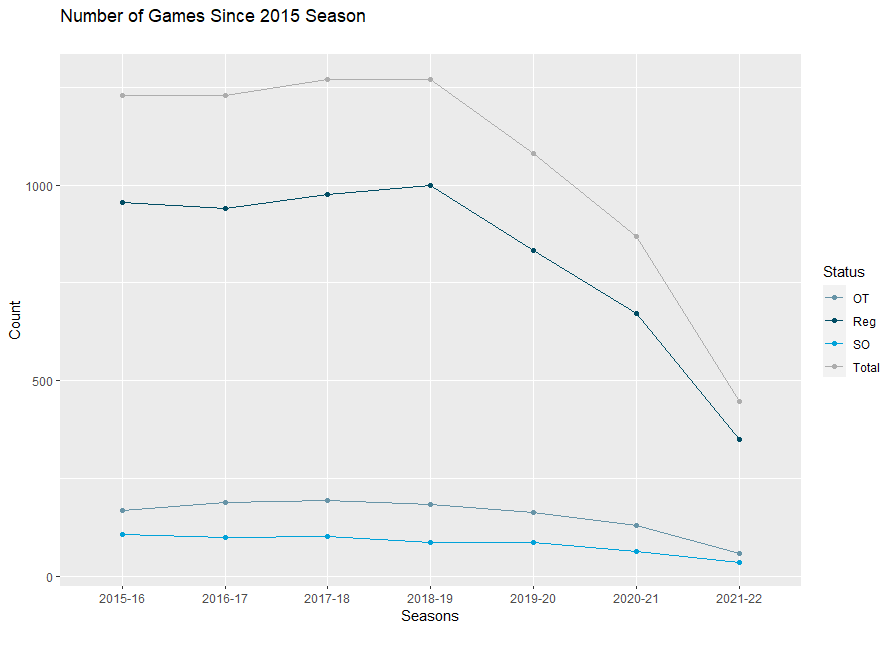 Number of Games Since 2015 Season
Count
1000
500
0
2015-16 2016-17 2017-18 2018-19 2019-20 2020-21 2021-22
Seasons
Status
OT
Reg
SO
Total